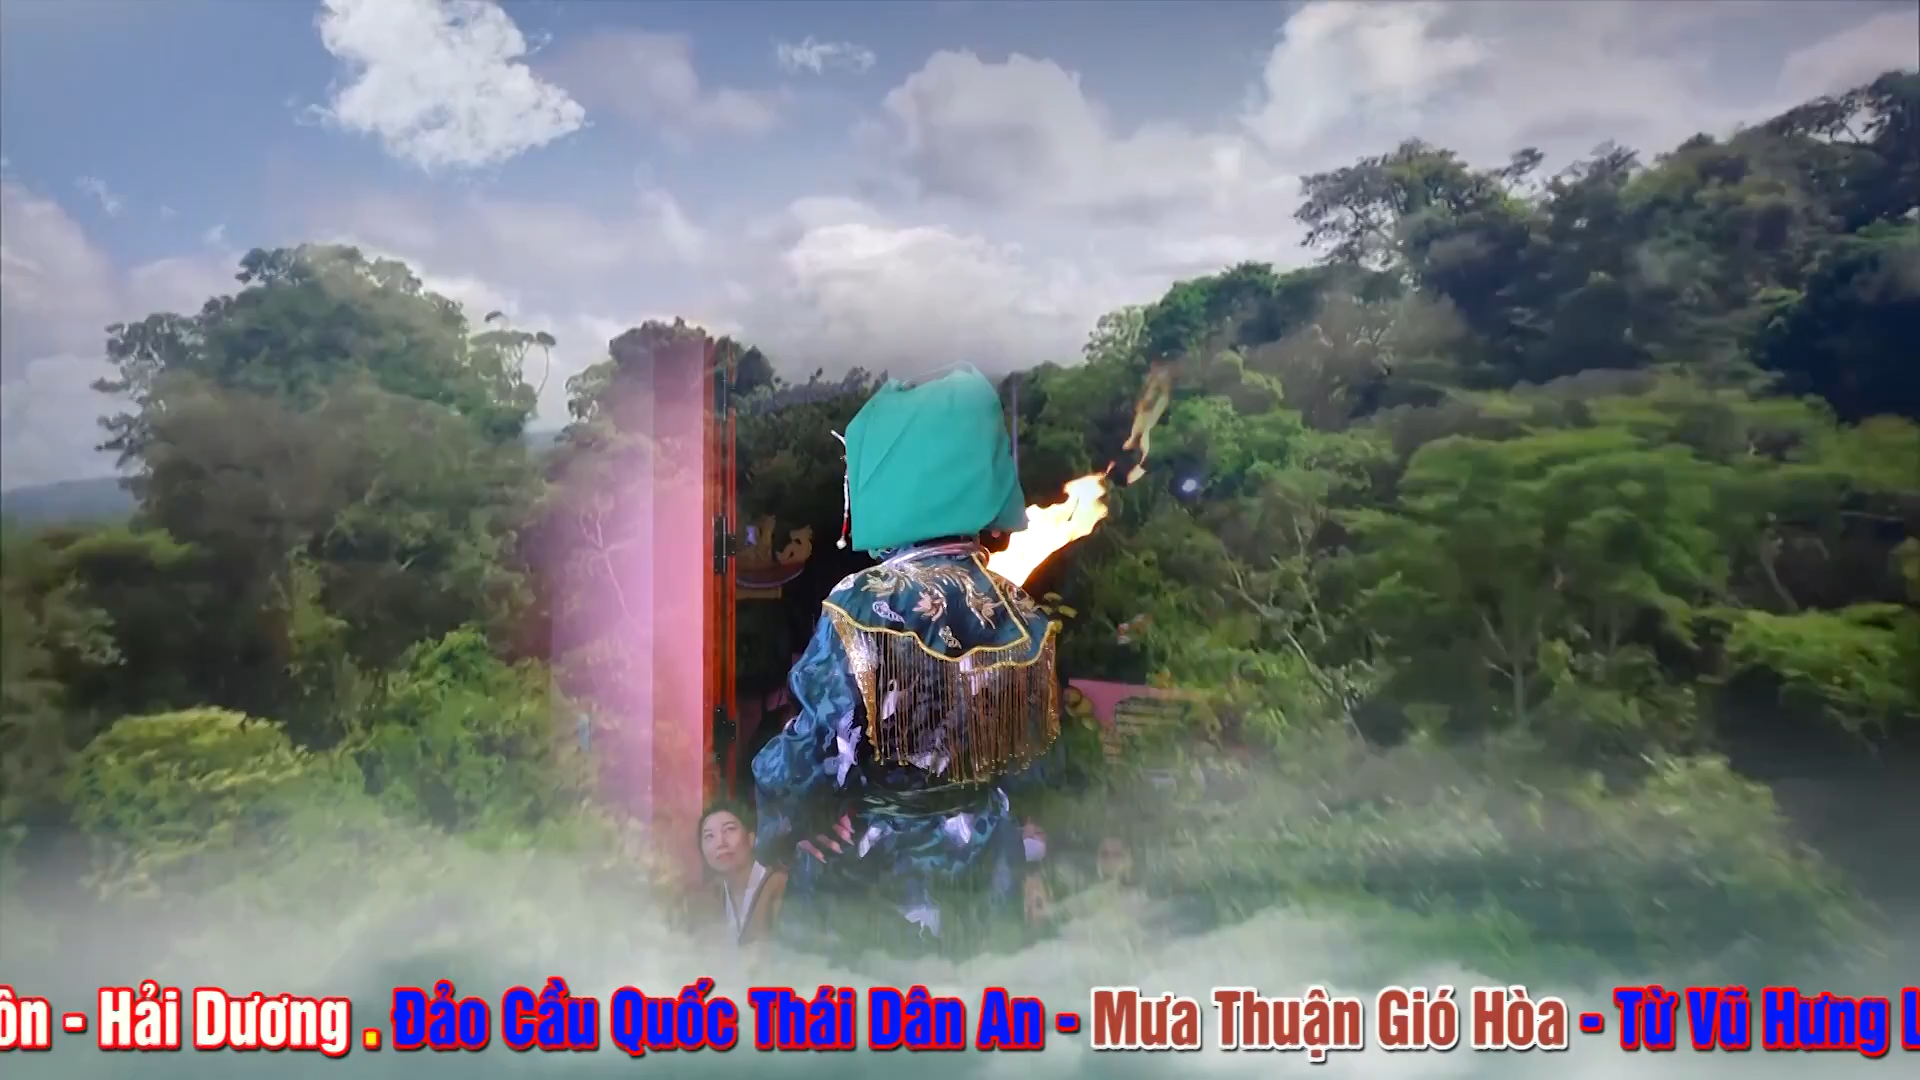 ôn - Hải Dương . Đảo Cầu Quốc Thái Dân An - Mưa Thuận Gió Hòa - Từ Vũ Hưng L